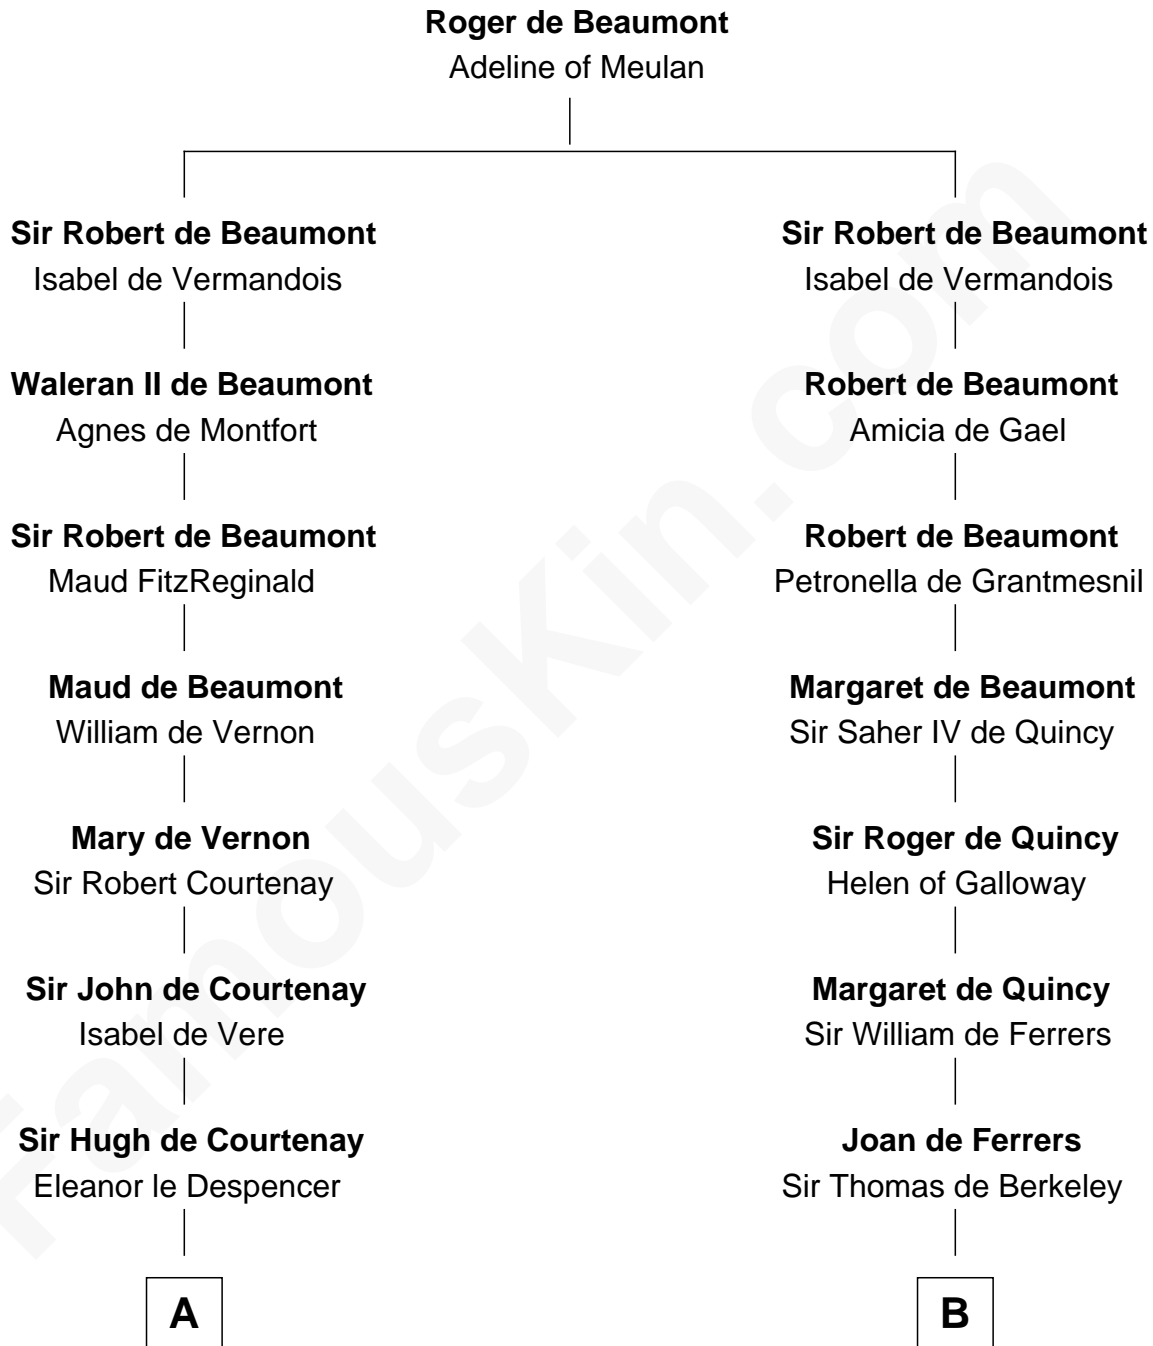 Roger de Beaumont
Adeline of Meulan
Sir Robert de Beaumont
Isabel de Vermandois
Sir Robert de Beaumont
Isabel de Vermandois
Waleran II de Beaumont
Agnes de Montfort
Robert de Beaumont
Amicia de Gael
Sir Robert de Beaumont
Maud FitzReginald
Robert de Beaumont
Petronella de Grantmesnil
Maud de Beaumont
William de Vernon
Margaret de Beaumont
Sir Saher IV de Quincy
Mary de Vernon
Sir Robert Courtenay
Sir Roger de Quincy
Helen of Galloway
Sir John de Courtenay
Isabel de Vere
Margaret de Quincy
Sir William de Ferrers
Sir Hugh de Courtenay
Eleanor le Despencer
Joan de Ferrers
Sir Thomas de Berkeley
A
B
FamousKin.com